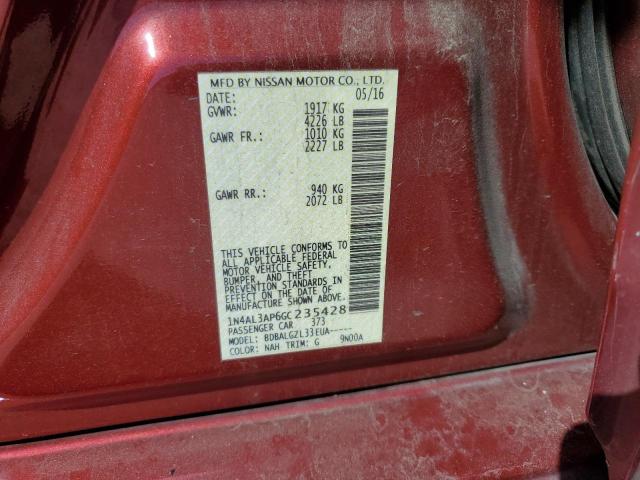 MFD BY NISSAN MOTOR CO., LTD.
DATE: 05/16
GVWR: 1917 KG
4226 LB
GAWR FR.: 1010 KG
2227 LB
GAWR RR.: 940 KG
2072 LB
THIS VEHICLE CONFORMS TO
ALL APPLICABLE FEDERAL
MOTOR VEHICLE SAFETY,
BUMPER, AND THEFT
PREVENTION STANDARDS IN
EFFECT ON THE DATE OF
MANUFACTURE SHOWN ABOVE.
1N4AL3AP6GC235428
PASSENGER CAR 373
MODEL: BDBALGZL33EUA------
COLOR: NAH TRIM: G 9N00A